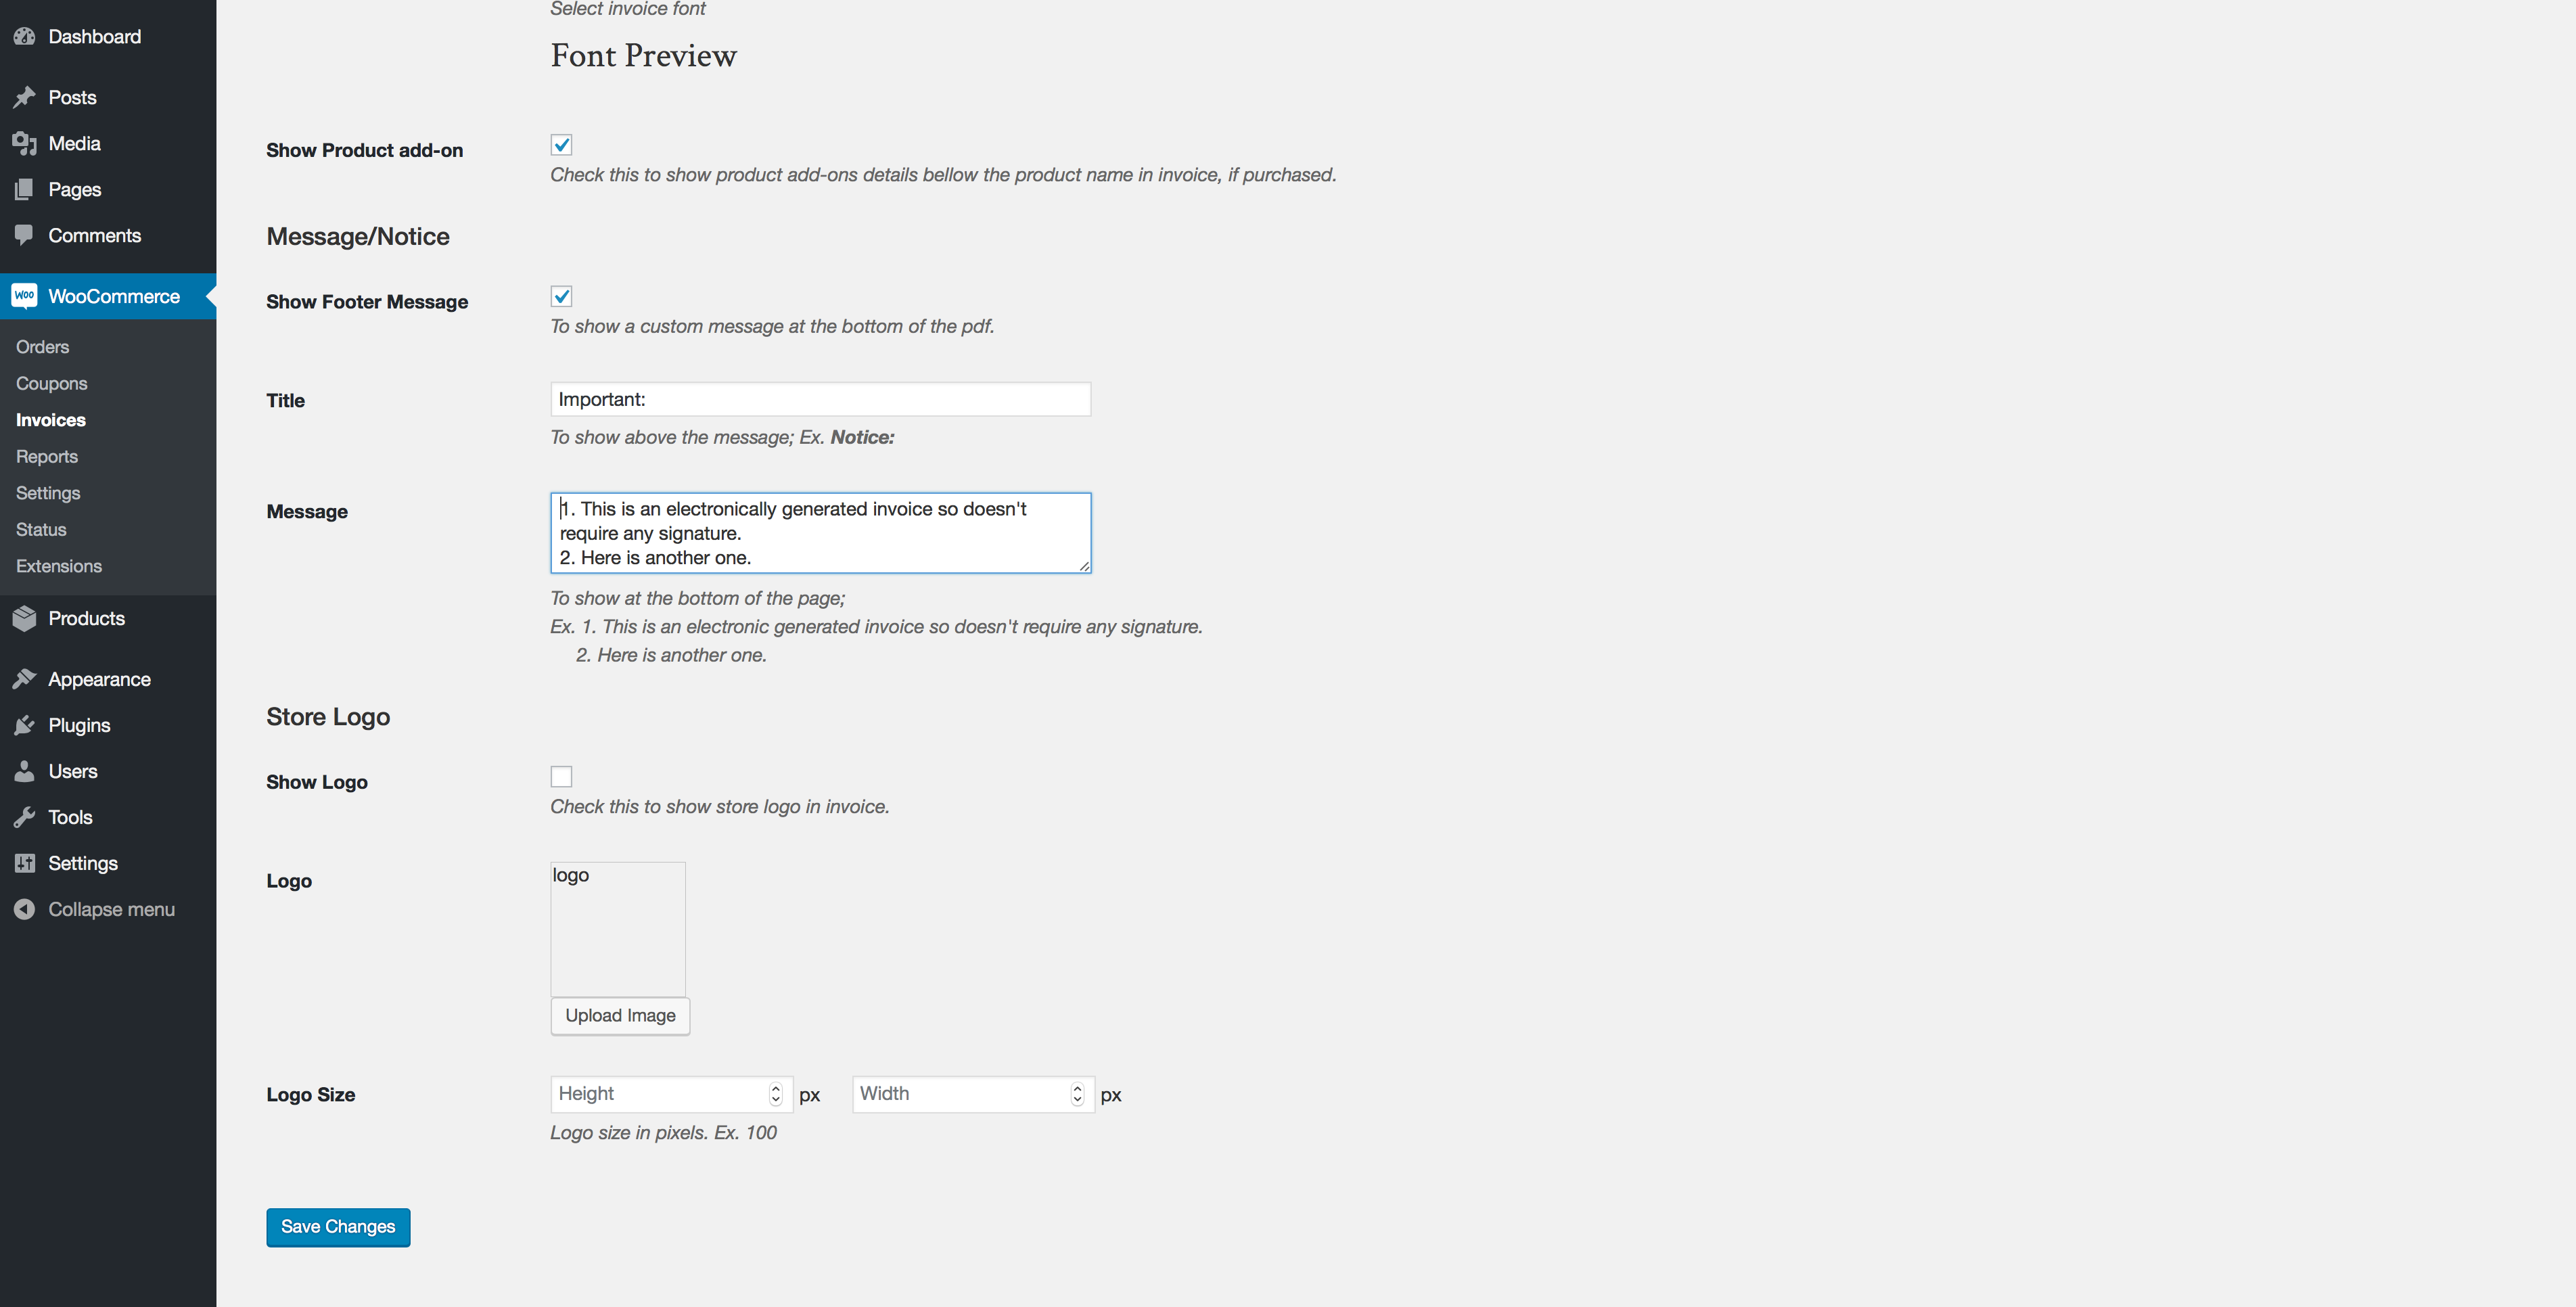 Dashboard
Posts
Media
Pages
Comments
WOO WooCommerce
Orders
Coupons
Invoices
Reports
Settings
Status
Extensions
Products
Appearance
Plugins
Users
Tools
Settings
Collapse menu
Select invoice font
Font Preview
Show Product add-on
Check this to show product add-ons details bellow the product name in invoice, if purchased.
Message/Notice
Show Footer Message
To show a custom message at the bottom of the pdf.
Title
Important:
To show above the message; Ex. Notice:
Message
1. This is an electronically generated invoice so doesn't
require any signature.
2. Here is another one.
To show at the bottom of the page;
Ex. 1. This is an electronic generated invoice so doesn't require any signature.
2. Here is another one.
Store Logo
Show Logo
Check this to show store logo in invoice.
Logo
logo
Upload Image
Logo Size
Height px Width px
Logo size in pixels. Ex. 100
Save Changes